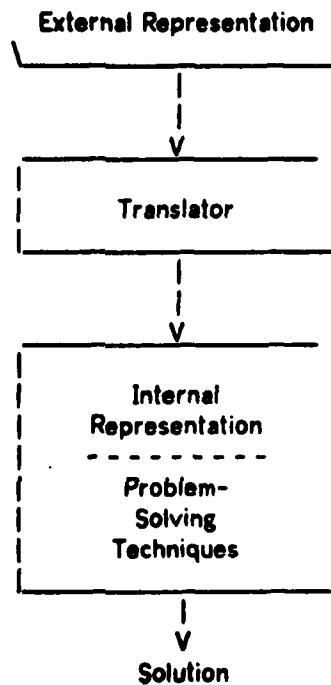 External Representation
Translator
Internal
Representation
Problem-
Solving
Techniques
Solution